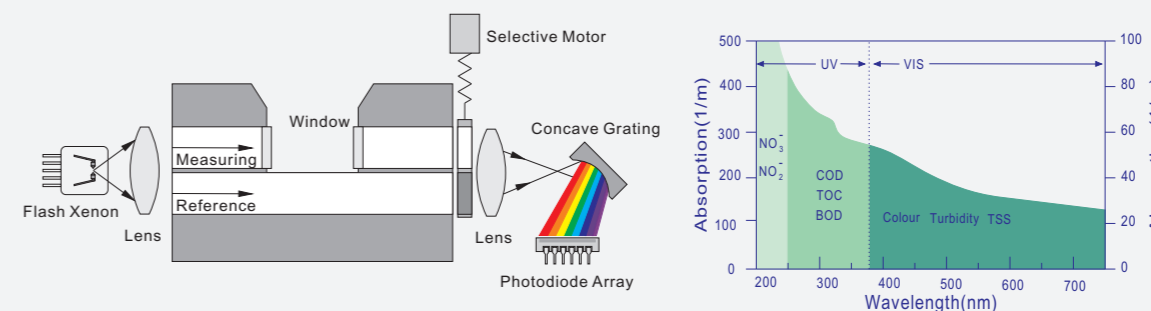 Selective Motor
Window
Concave Grating
Measuring
Reference
Flash Xenon
Lens
Lens
Photodiode Array
500
400
300
200
100
0
Absorption(1/m)
UV
VIS
NO3-
NO2-
COD
TOC
BOD
Colour Turbidity TSS
100
80
60
40
20
0
200 300 400 500 600 700
Wavelength(nm)